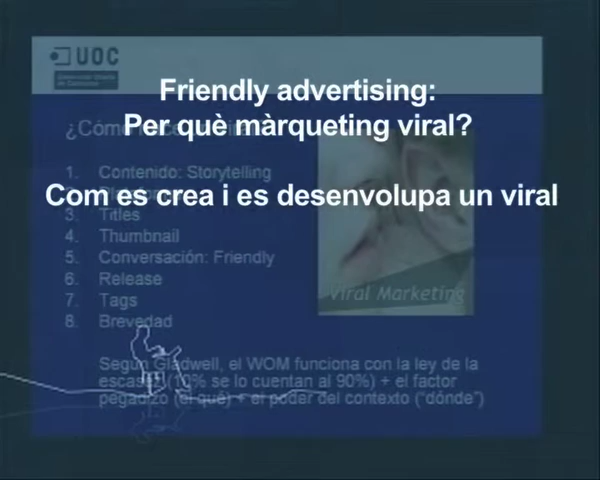 UOC
Friendly advertising:
Per què màrqueting viral?
¿Cómo
Com es crea i es desenvolupa un viral
1. Contenido: Storytelling
2.
3. Titles
4. Thumbnail
5. Conversación: Friendly
6. Release
7. Tags
8. Brevedad
Viral Marketing
Según Gladwell, el WOM funciona con la ley de la
escasez (10% se lo cuentan al 90%) + el factor
pegadizo (el qué) + el poder del contexto ("dónde")